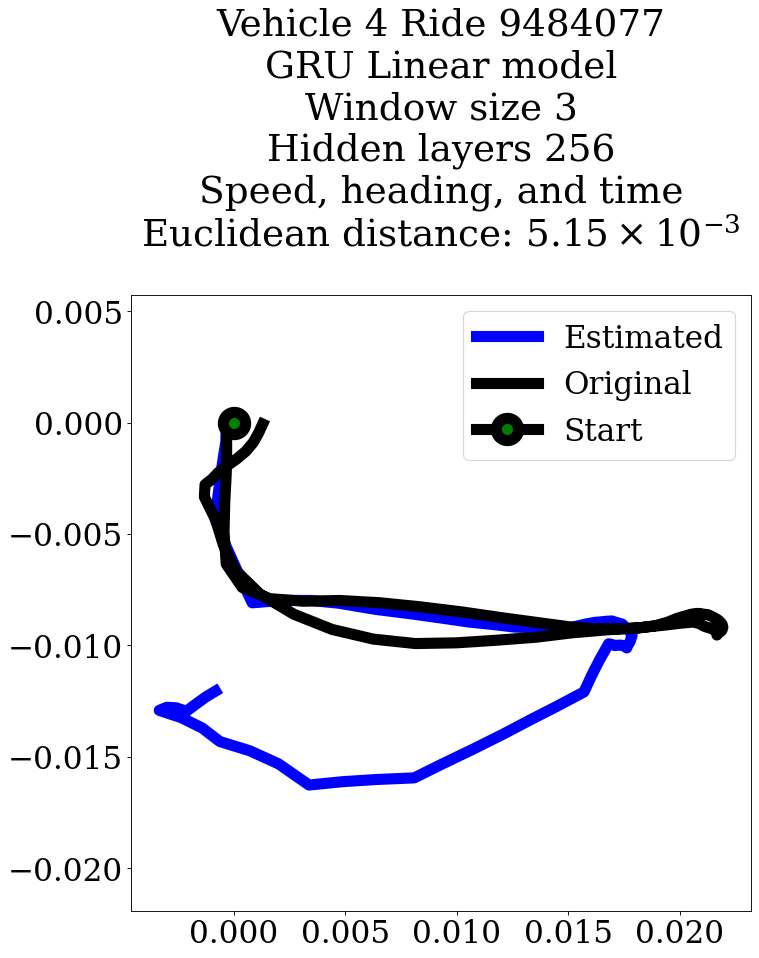 Vehicle 4 Ride 9484077
GRU Linear model
Window size 3
Hidden layers 256
Speed, heading, and time
Euclidean distance: 5.15 × 10⁻³
Estimated
Original
Start
0.005
0.000
−0.005
−0.010
−0.015
−0.020
0.000 0.005 0.010 0.015 0.020